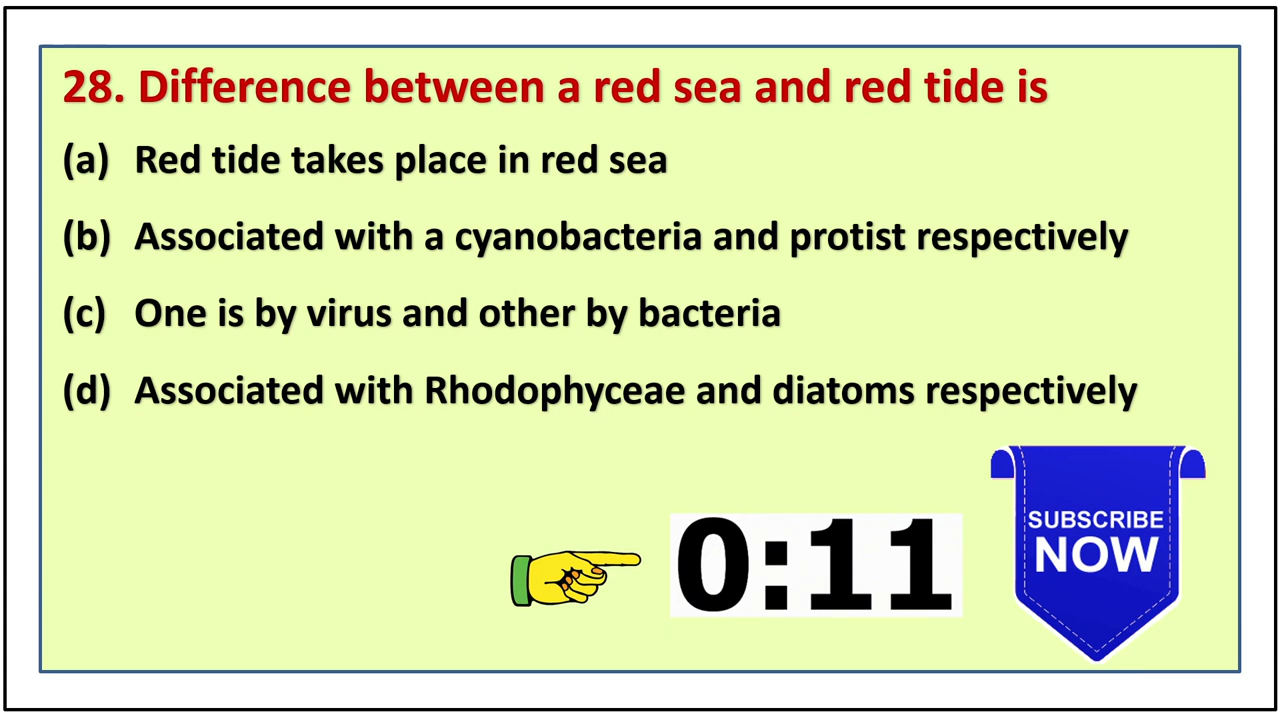 28. Difference between a red sea and red tide is
(a) Red tide takes place in red sea
(b) Associated with a cyanobacteria and protist respectively
(c) One is by virus and other by bacteria
(d) Associated with Rhodophyceae and diatoms respectively
0:11
SUBSCRIBE
NOW